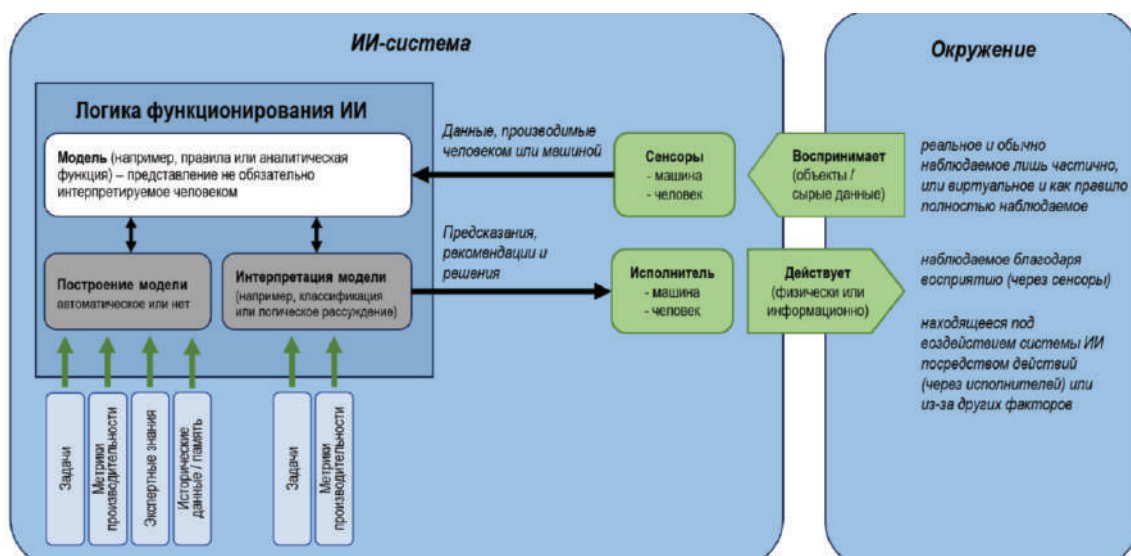 ИИ-система
Логика функционирования ИИ
Модель (например, правила или аналитическая
функция) – представление не обязательно
интерпретируемое человеком
Построение модели
автоматическое или нет
Интерпретация модели
(например, классификация
или логическое рассуждение)
Задачи
Метрики
производительности
Экспертные знания
Исторические
данные / память
Задачи
Метрики
производительности
Данные, производимые
человеком или машиной
Предсказания,
рекомендации и
решения
Сенсоры
- машина
- человек
Исполнитель
- машина
- человек
Воспринимает
(объекты /
сырые данные)
Действует
(физически или
информационно)
Окружение
реальное и обычно
наблюдаемое лишь частично,
или виртуальное и как правило
полностью наблюдаемое
наблюдаемое благодаря
восприятию (через сенсоры)
находящееся под
воздействием системы ИИ
посредством действий
(через исполнителей) или
из-за других факторов